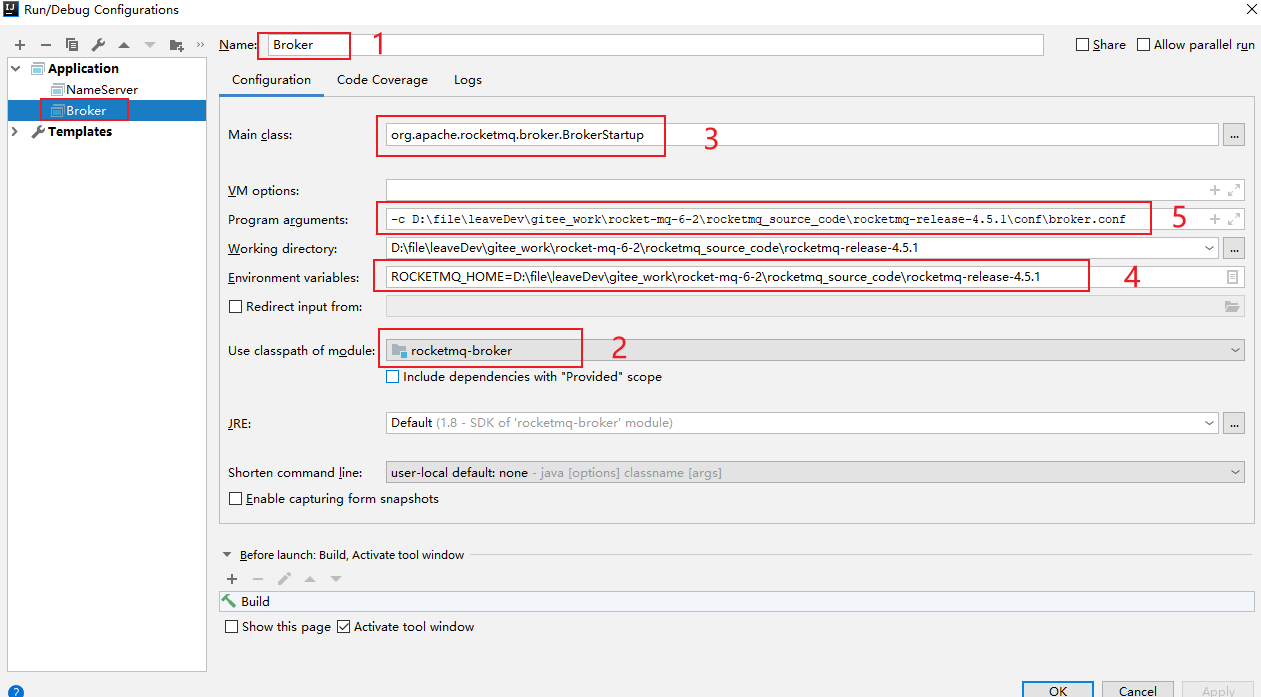 Run/Debug Configurations
Name: Broker 1 Share Allow parallel run
Application
NameServer
Broker
Templates
Configuration Code Coverage Logs
Main class: org.apache.rocketmq.broker.BrokerStartup 3 ...
VM options:
Program arguments: -c D:\file\leaveDev\gitee_work\rocket-mq-6-2\rocketmq_source_code\rocketmq-release-4.5.1\conf\broker.conf 5
Working directory: D:\file\leaveDev\gitee_work\rocket-mq-6-2\rocketmq_source_code\rocketmq-release-4.5.1 ...
Environment variables: ROCKETMQ_HOME=D:\file\leaveDev\gitee_work\rocket-mq-6-2\rocketmq_source_code\rocketmq-release-4.5.1 4
Redirect input from:
Use classpath of module: rocketmq-broker 2
Include dependencies with "Provided" scope
JRE: Default (1.8 - SDK of 'rocketmq-broker' module) ...
Shorten command line: user-local default: none - java [options] classname [args]
Enable capturing form snapshots
Before launch: Build, Activate tool window
Build
Show this page Activate tool window
? OK Cancel Apply